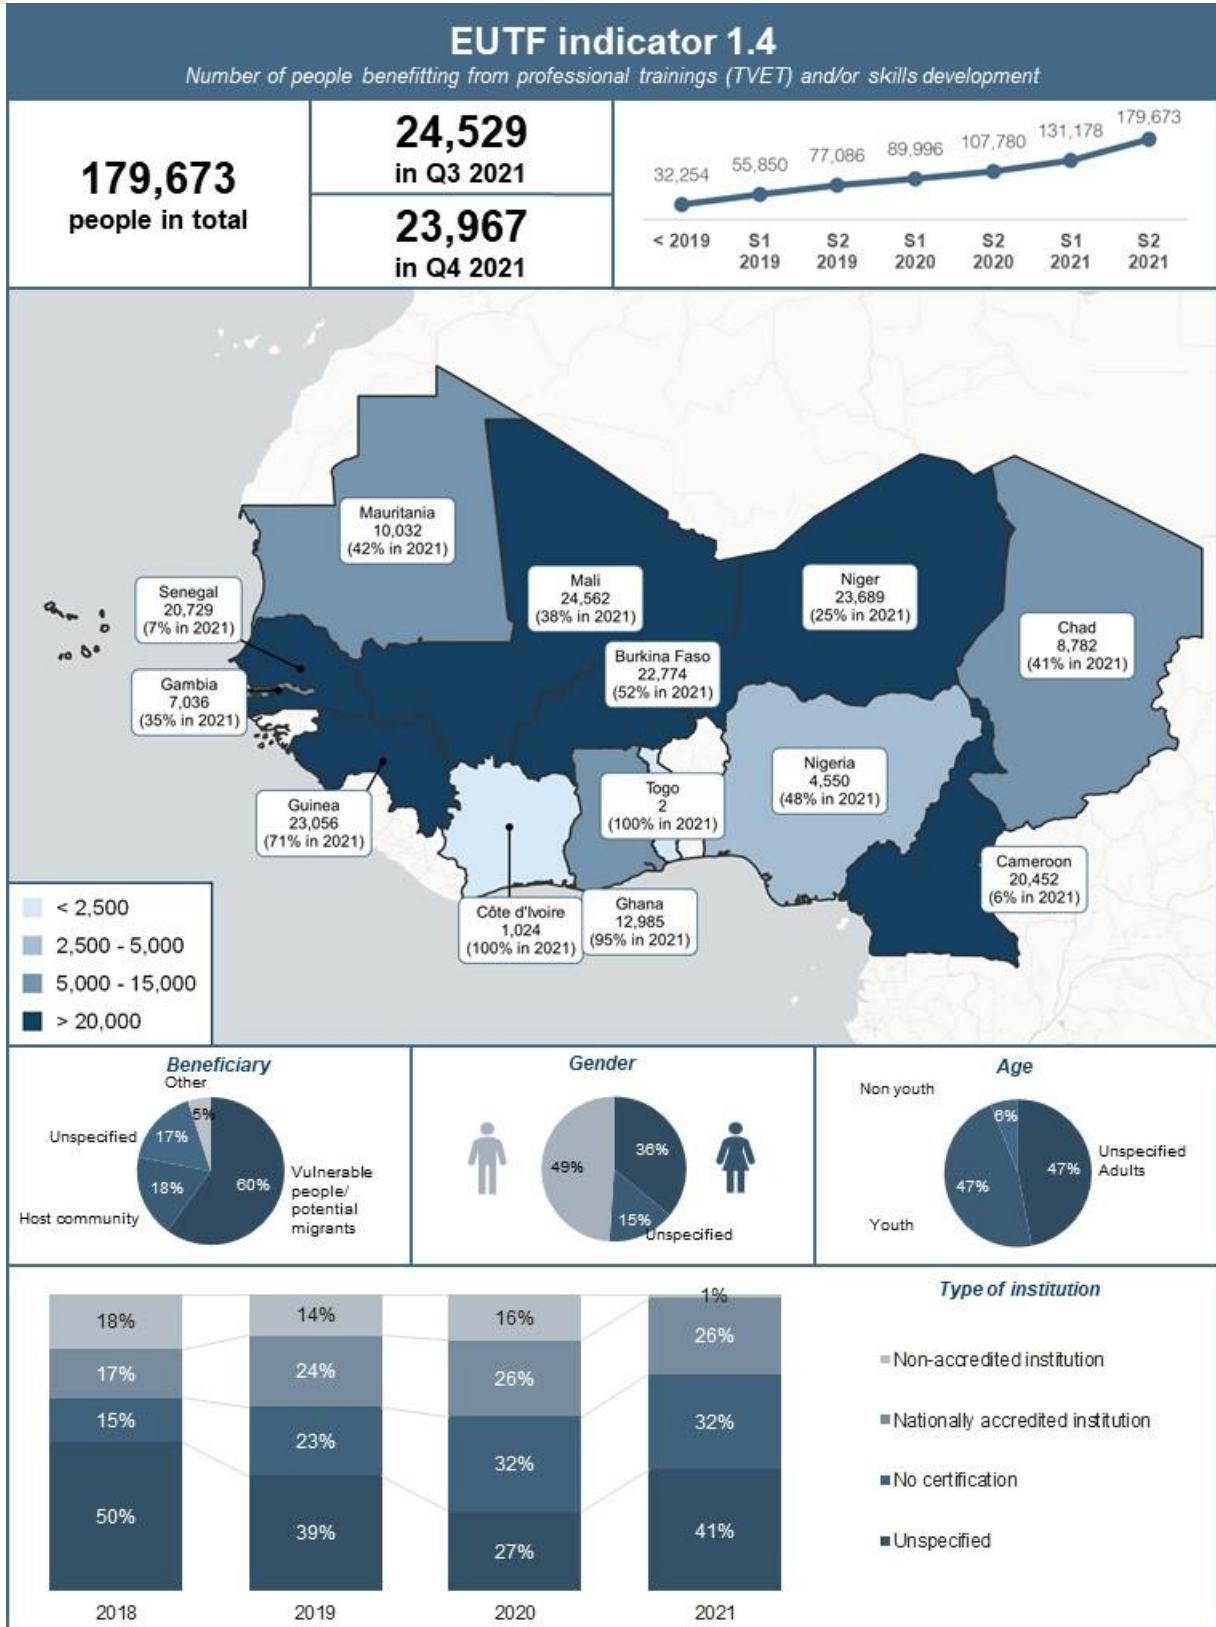 EUTF indicator 1.4
Number of people benefitting from professional trainings (TVET) and/or skills development
179,673
people in total
24,529
in Q3 2021
23,967
in Q4 2021
32,254
55,850
77,086
89,996
107,780
131,178
179,673
< 2019
S1
2019
S2
2019
S1
2020
S2
2020
S1
2021
S2
2021
Mauritania
10,032
(42% in 2021)
Senegal
20,729
(7% in 2021)
Mali
24,562
(38% in 2021)
Niger
23,689
(25% in 2021)
Chad
8,782
(41% in 2021)
Burkina Faso
22,774
(52% in 2021)
Gambia
7,036
(35% in 2021)
Nigeria
4,550
(48% in 2021)
Togo
2
(100% in 2021)
Guinea
23,056
(71% in 2021)
Cameroon
20,452
(6% in 2021)
Côte d'Ivoire
1,024
(100% in 2021)
Ghana
12,985
(95% in 2021)
< 2,500
2,500 - 5,000
5,000 - 15,000
> 20,000
Beneficiary
Other
5%
Unspecified
17%
18%
60%
Host community
Vulnerable
people/
potential
migrants
Gender
49%
36%
15%
Unspecified
Age
Non youth
6%
47%
Unspecified
Adults
47%
Youth
18%
17%
15%
50%
2018
14%
24%
23%
39%
2019
16%
26%
32%
27%
2020
1%
26%
32%
41%
2021
Type of institution
Non-accredited institution
Nationally accredited institution
No certification
Unspecified